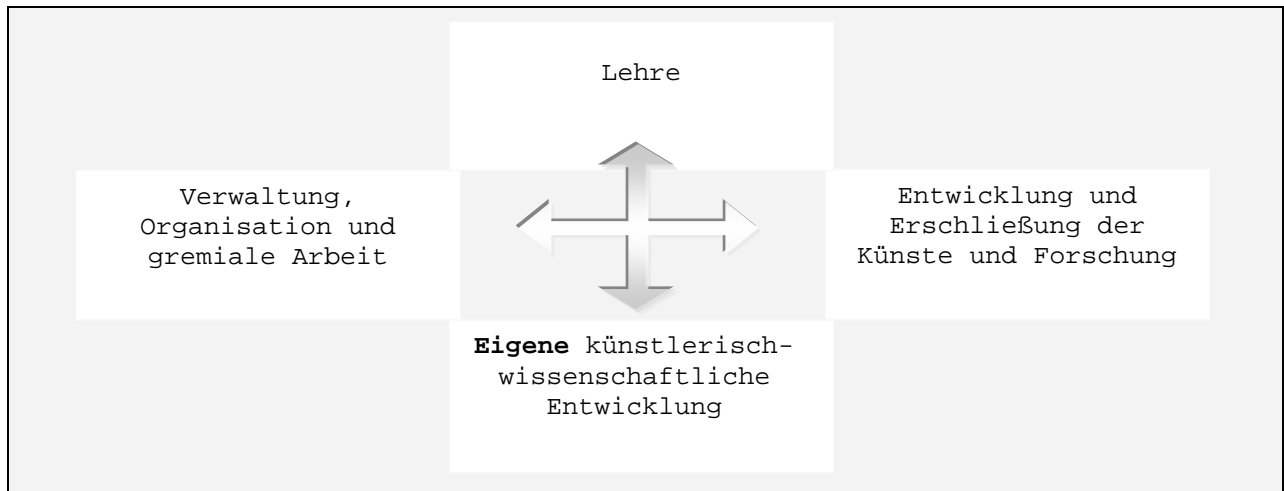 Lehre
Verwaltung,
Organisation und
gremiale Arbeit
Entwicklung und
Erschließung der
Künste und Forschung
Eigene künstlerisch-
wissenschaftliche
Entwicklung